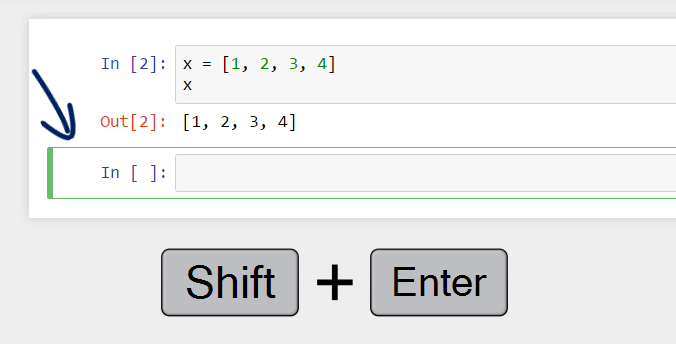 In [2]: x = [1, 2, 3, 4]
x
Out[2]: [1, 2, 3, 4]
In [ ]:
Shift + Enter